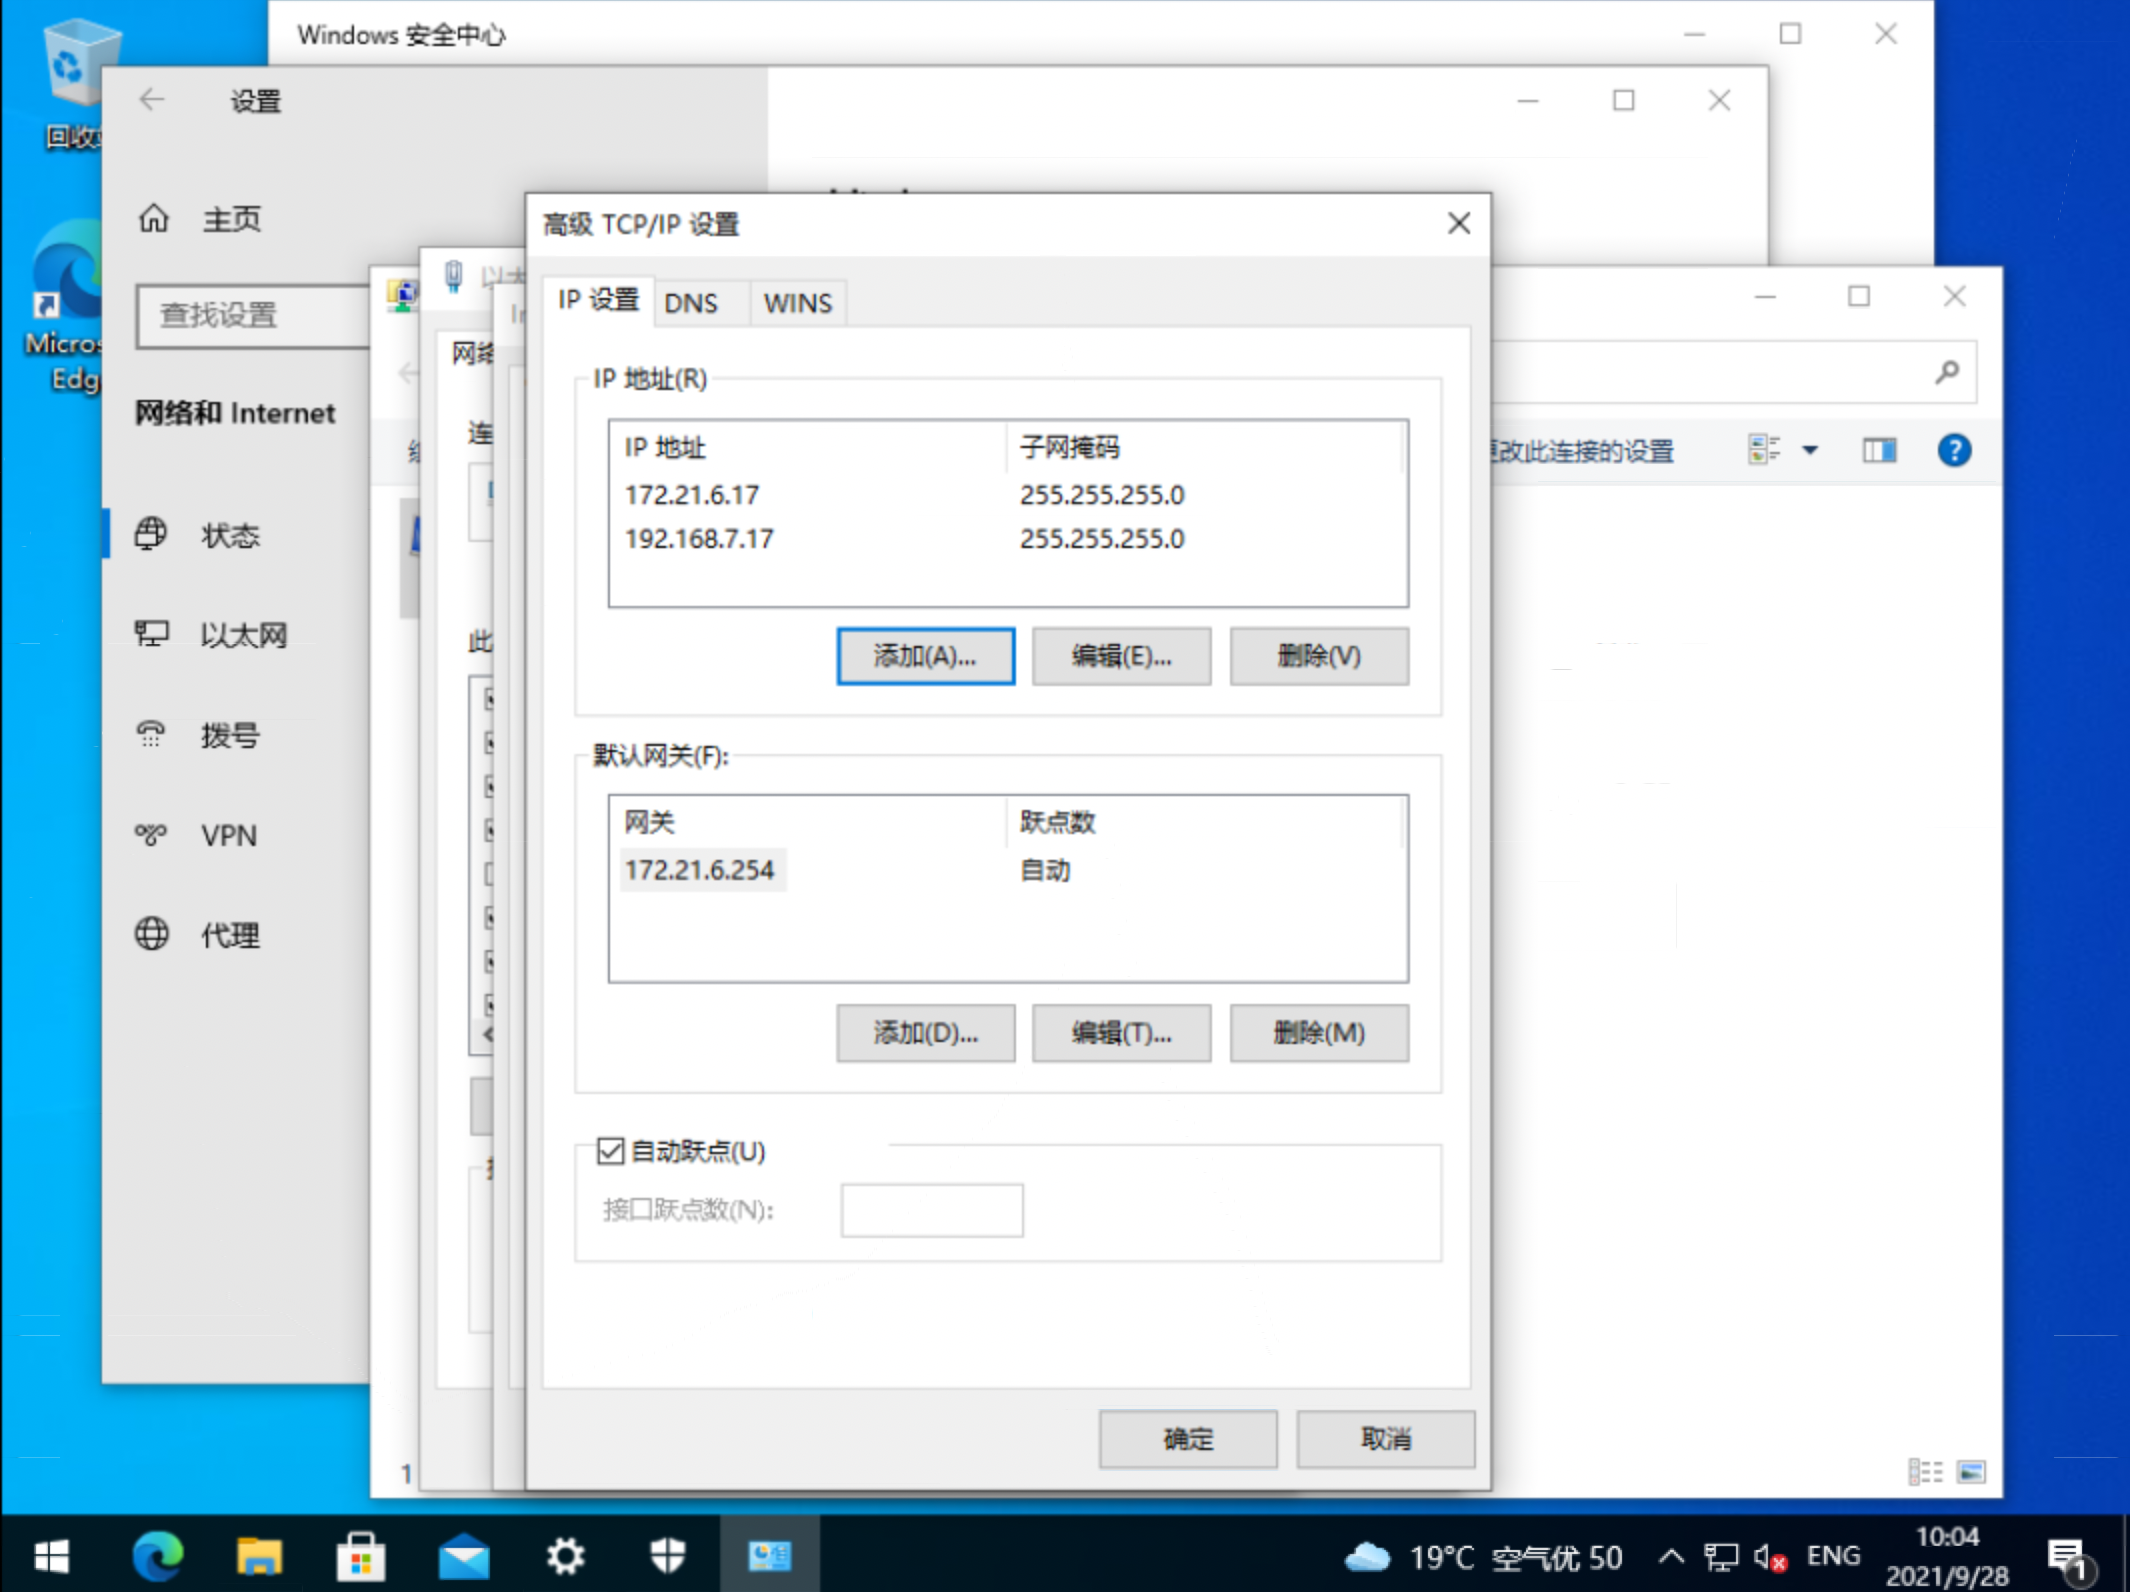 Windows 安全中心
设置
主页
查找设置
网络和 Internet
状态
以太网
拨号
VPN
代理
回收
Micros
Edg
网络
连
此
高级 TCP/IP 设置
IP 设置
DNS
WINS
IP 地址(R)
IP 地址 子网掩码
172.21.6.17 255.255.255.0
192.168.7.17 255.255.255.0
添加(A)... 编辑(E)... 删除(V)
默认网关(F):
网关 跃点数
172.21.6.254 自动
添加(D)... 编辑(T)... 删除(M)
自动跃点(U)
接口跃点数(N):
确定 取消
更改此连接的设置
1
19°C 空气优 50
ENG
10:04
2021/9/28
1